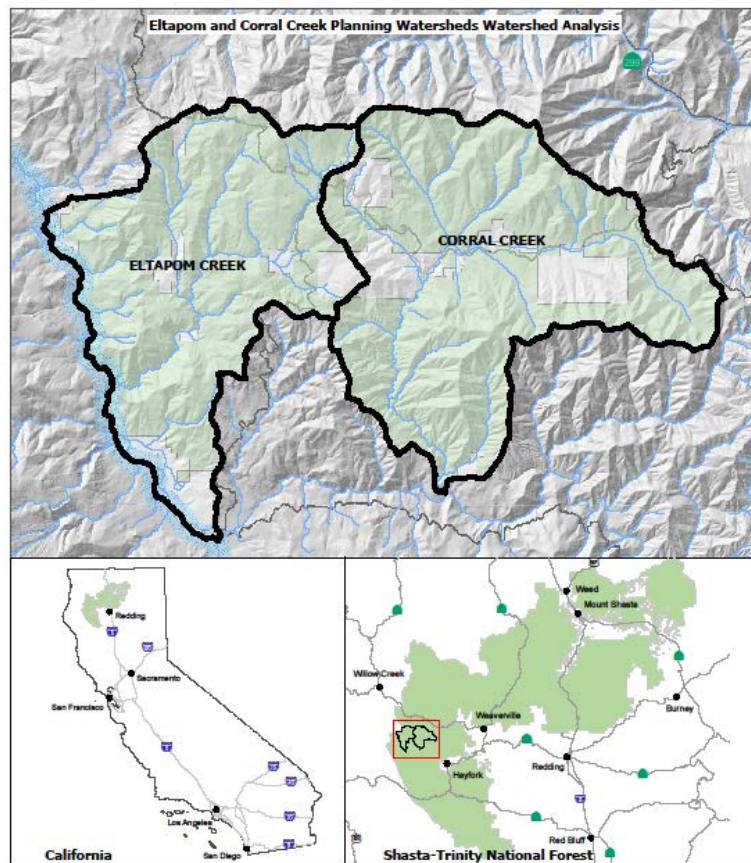 Eltapom and Corral Creek Planning Watersheds Watershed Analysis
299
CORRAL CREEK
ELTAPOM CREEK
Redding
Sacramento
San Francisco
Los Angeles
San Diego
California
Weed
Mount Shasta
Willow Creek
Weaverville
Burney
Hayfork
Redding
Red Bluff
Shasta-Trinity National Forest